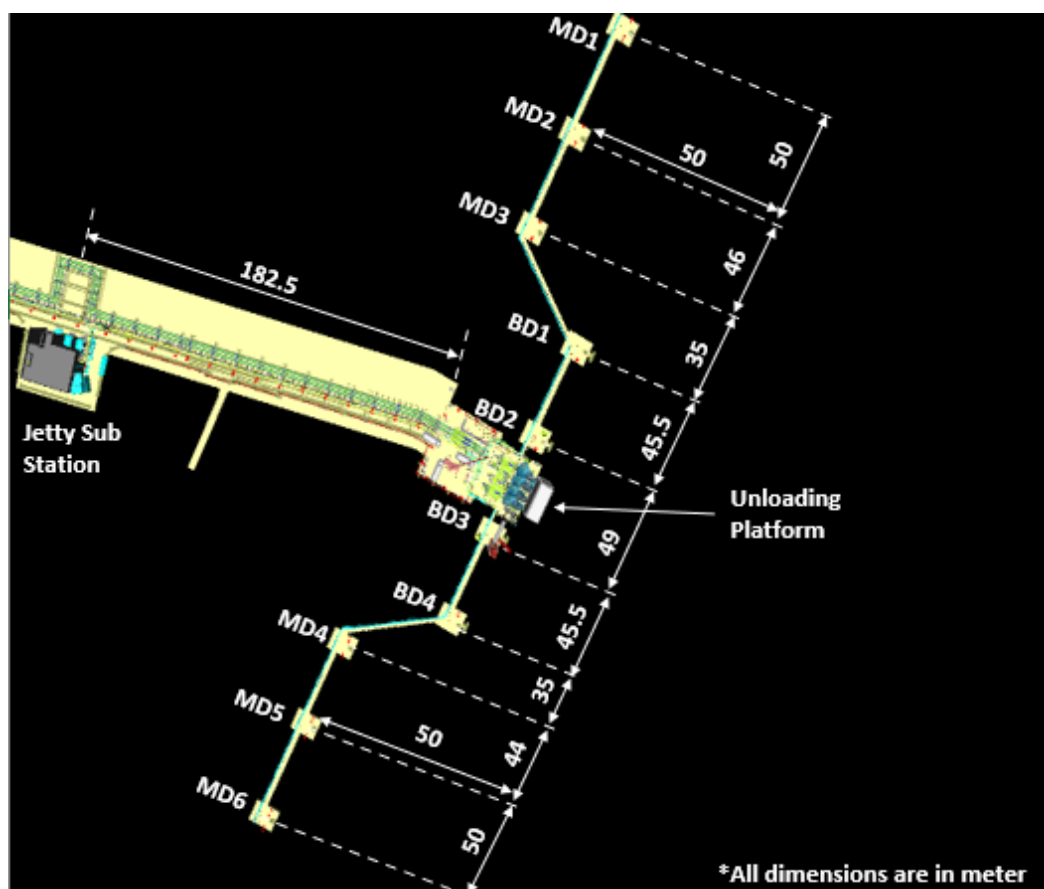 MD1
MD2
50
50
MD3
46
182.5
BD1
35
BD2
45.5
Jetty Sub
Station
Unloading
Platform
BD3
49
BD4
45.5
MD4
35
MD5
50
44
MD6
50
*All dimensions are in meter